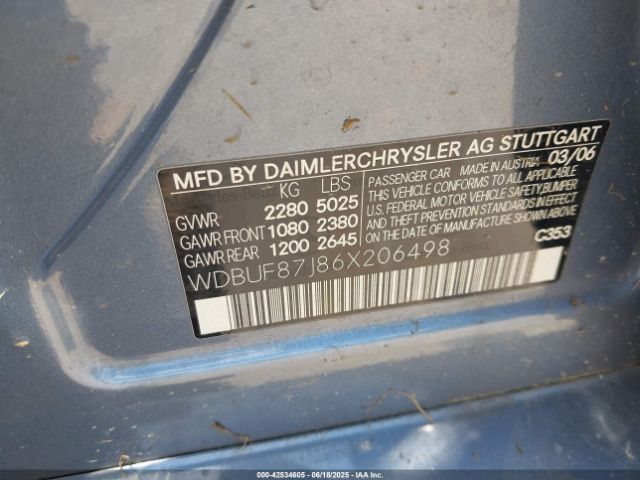 MFD BY DAIMLERCHRYSLER AG STUTTGART
KG LBS
GVWR 2280 5025
GAWR FRONT 1080 2380
GAWR REAR 1200 2645
PASSENGER CAR MADE IN AUSTRIA 03/06
THIS VEHICLE CONFORMS TO ALL APPLICABLE
U.S. FEDERAL MOTOR VEHICLE SAFETY,BUMPER
AND THEFT PREVENTION STANDARDS IN EFFECT
ON THE DATE OF MANUFACTURE SHOWN ABOVE
C353
WDBUF87J86X206498
000-42534605 - 06/18/2025 - IAAI.COM